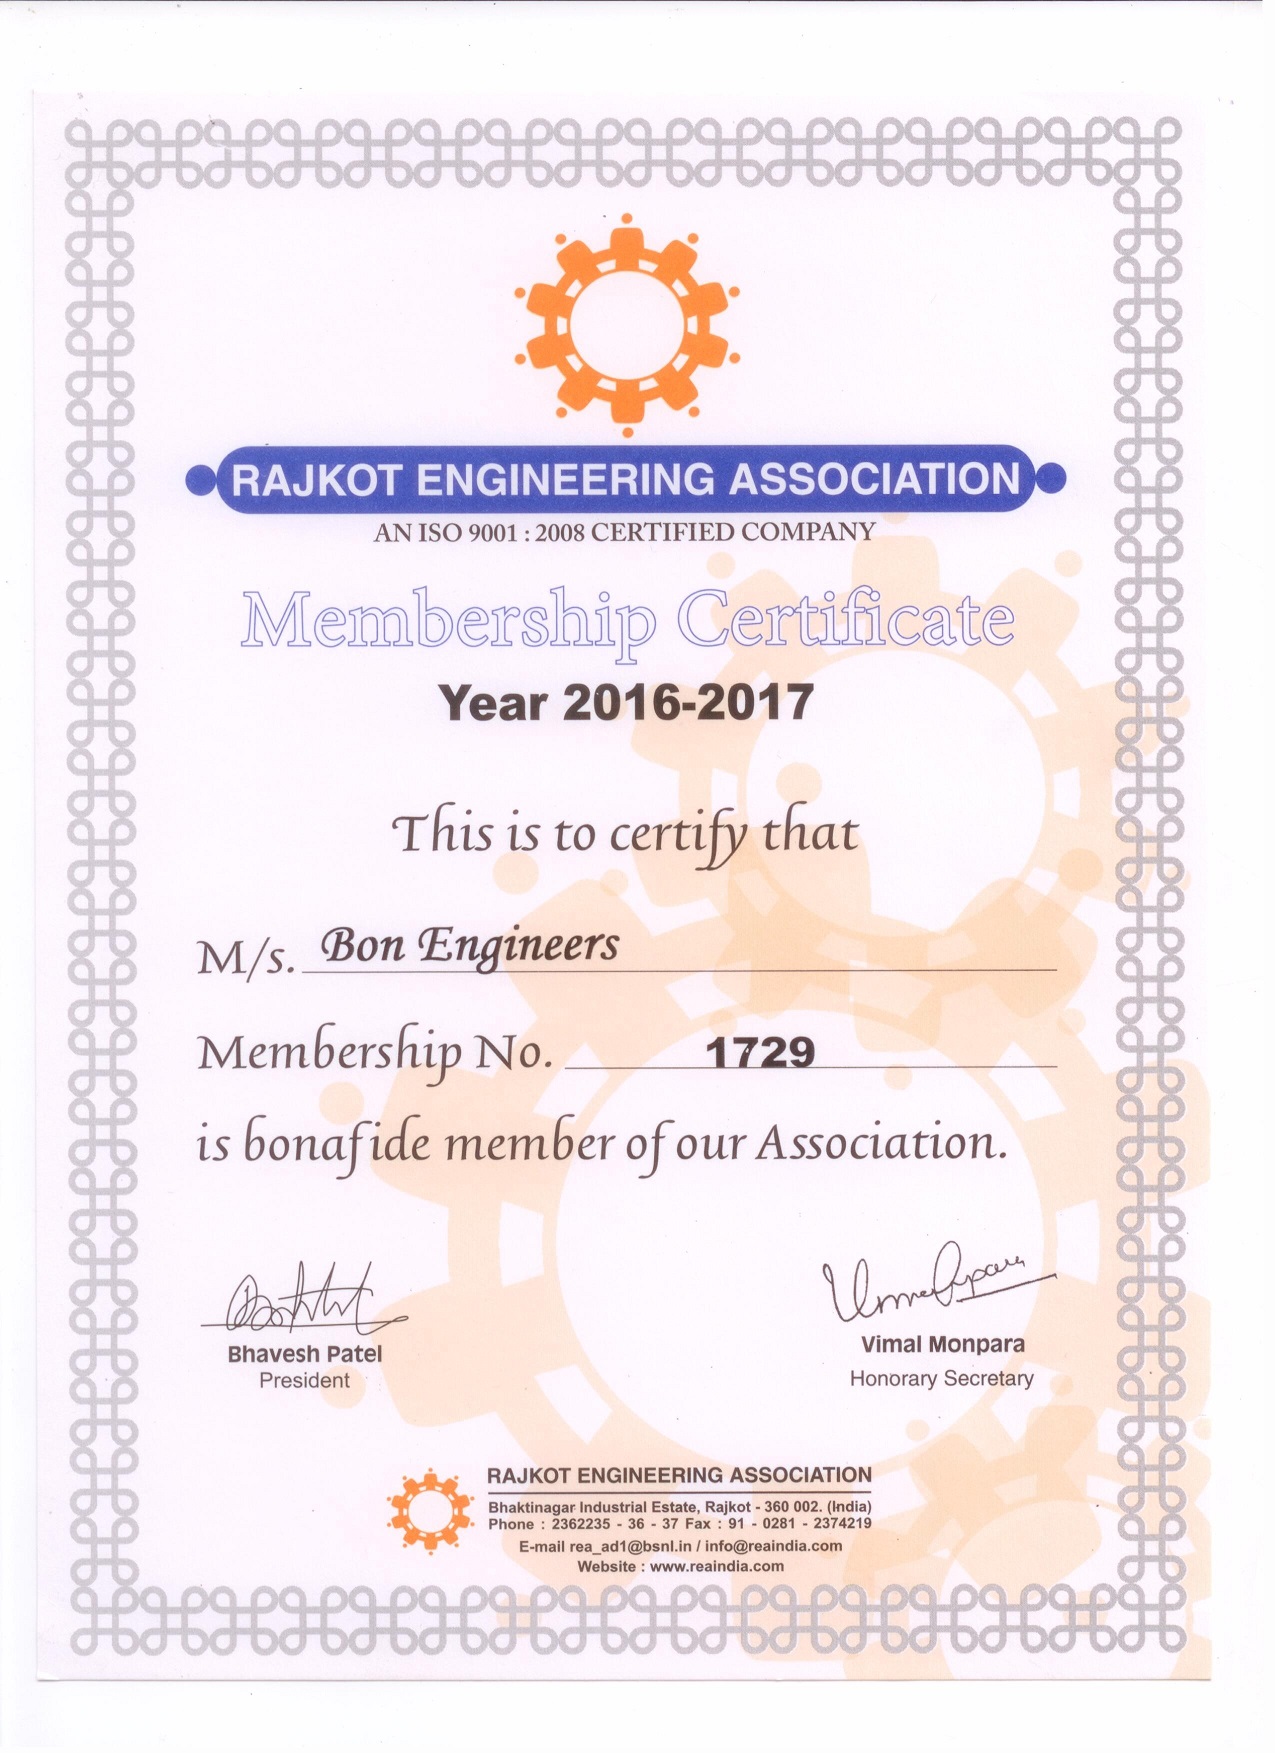 RAJKOT ENGINEERING ASSOCIATION
AN ISO 9001 : 2008 CERTIFIED COMPANY
Membership Certificate
Year 2016-2017
This is to certify that
M/s. Bon Engineers
Membership No. 1729
is bonafide member of our Association.
Bhavesh Patel
President
Vimal Monpara
Honorary Secretary
RAJKOT ENGINEERING ASSOCIATION
Bhaktinagar Industrial Estate, Rajkot - 360 002. (India)
Phone : 2362235 - 36 - 37 Fax : 91 - 0281 - 2374219
E-mail rea_ad1@bsnl.in / info@reaindia.com
Website : www.reaindia.com